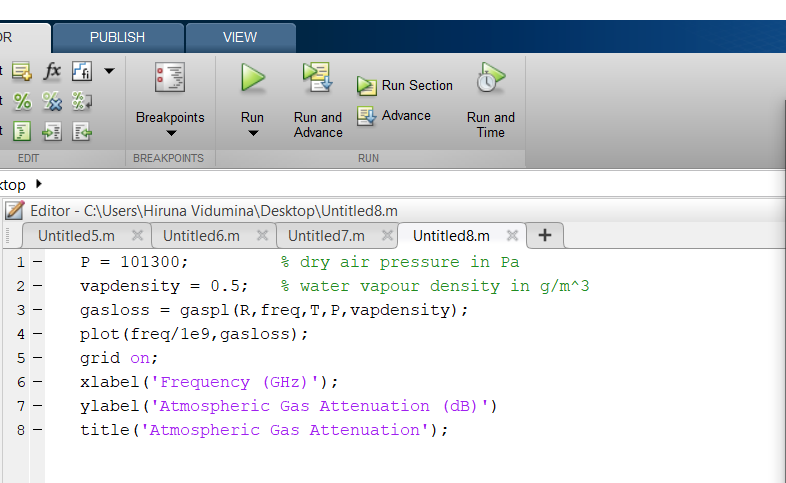 OR PUBLISH VIEW
fx fi
Breakpoints Run Run and Advance Run Section Advance Run and Time
EDIT BREAKPOINTS RUN
ktop
Editor - C:\Users\Hiruna Vidumina\Desktop\Untitled8.m
Untitled5.m Untitled6.m Untitled7.m Untitled8.m +
1 – P = 101300; % dry air pressure in Pa
2 – vapdensity = 0.5; % water vapour density in g/m^3
3 – gasloss = gaspl(R,freq,T,P,vapdensity);
4 – plot(freq/1e9,gasloss);
5 – grid on;
6 – xlabel('Frequency (GHz)');
7 – ylabel('Atmospheric Gas Attenuation (dB)')
8 – title('Atmospheric Gas Attenuation');